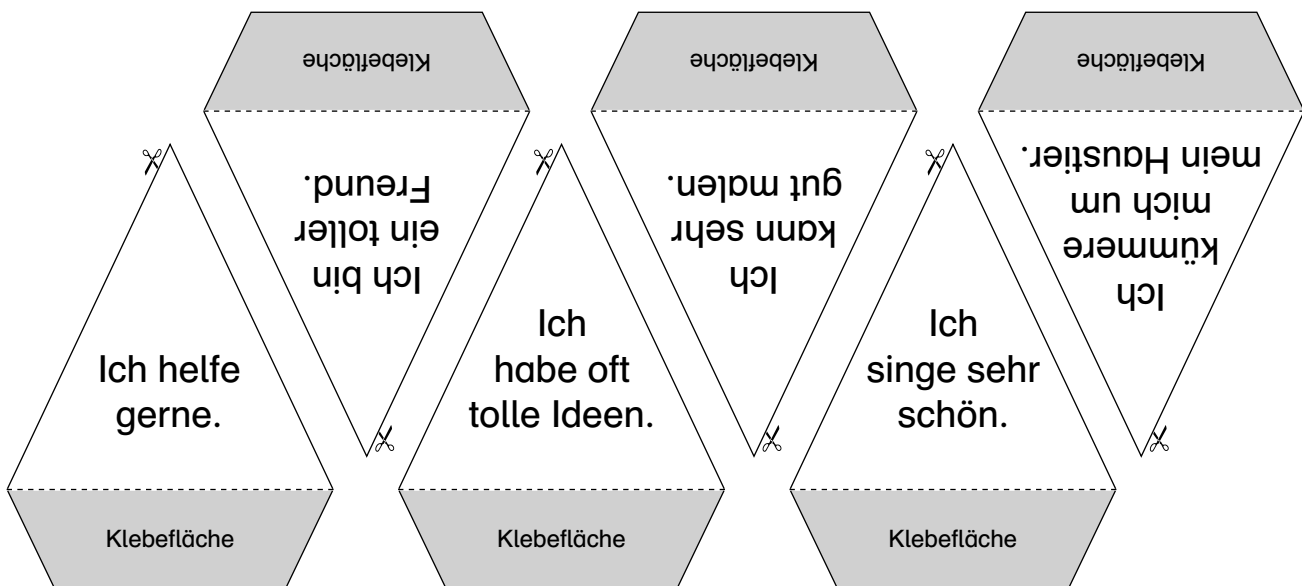 Klebefläche
Ich bin
ein toller
Freund.
Klebefläche
Ich
kann sehr
gut malen.
Klebefläche
Ich
kümmere
mich um
mein Haustier.
Ich helfe
gerne.
Klebefläche
Ich
habe oft
tolle Ideen.
Klebefläche
Ich
singe sehr
schön.
Klebefläche